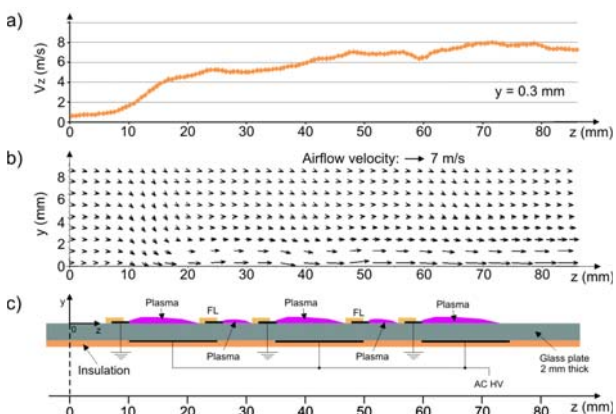 a)
Vz (m/s)
8
6
4
2
0
y = 0.3 mm
0 10 20 30 40 50 60 70 80 z (mm)
b)
Airflow velocity: → 7 m/s
y (mm)
8
6
4
2
0
0 10 20 30 40 50 60 70 80 z (mm)
c)
y
0
z
Plasma FL Plasma FL Plasma
Insulation
Plasma Plasma
Glass plate
2 mm thick
AC HV
0 10 20 30 40 50 60 70 80 z (mm)